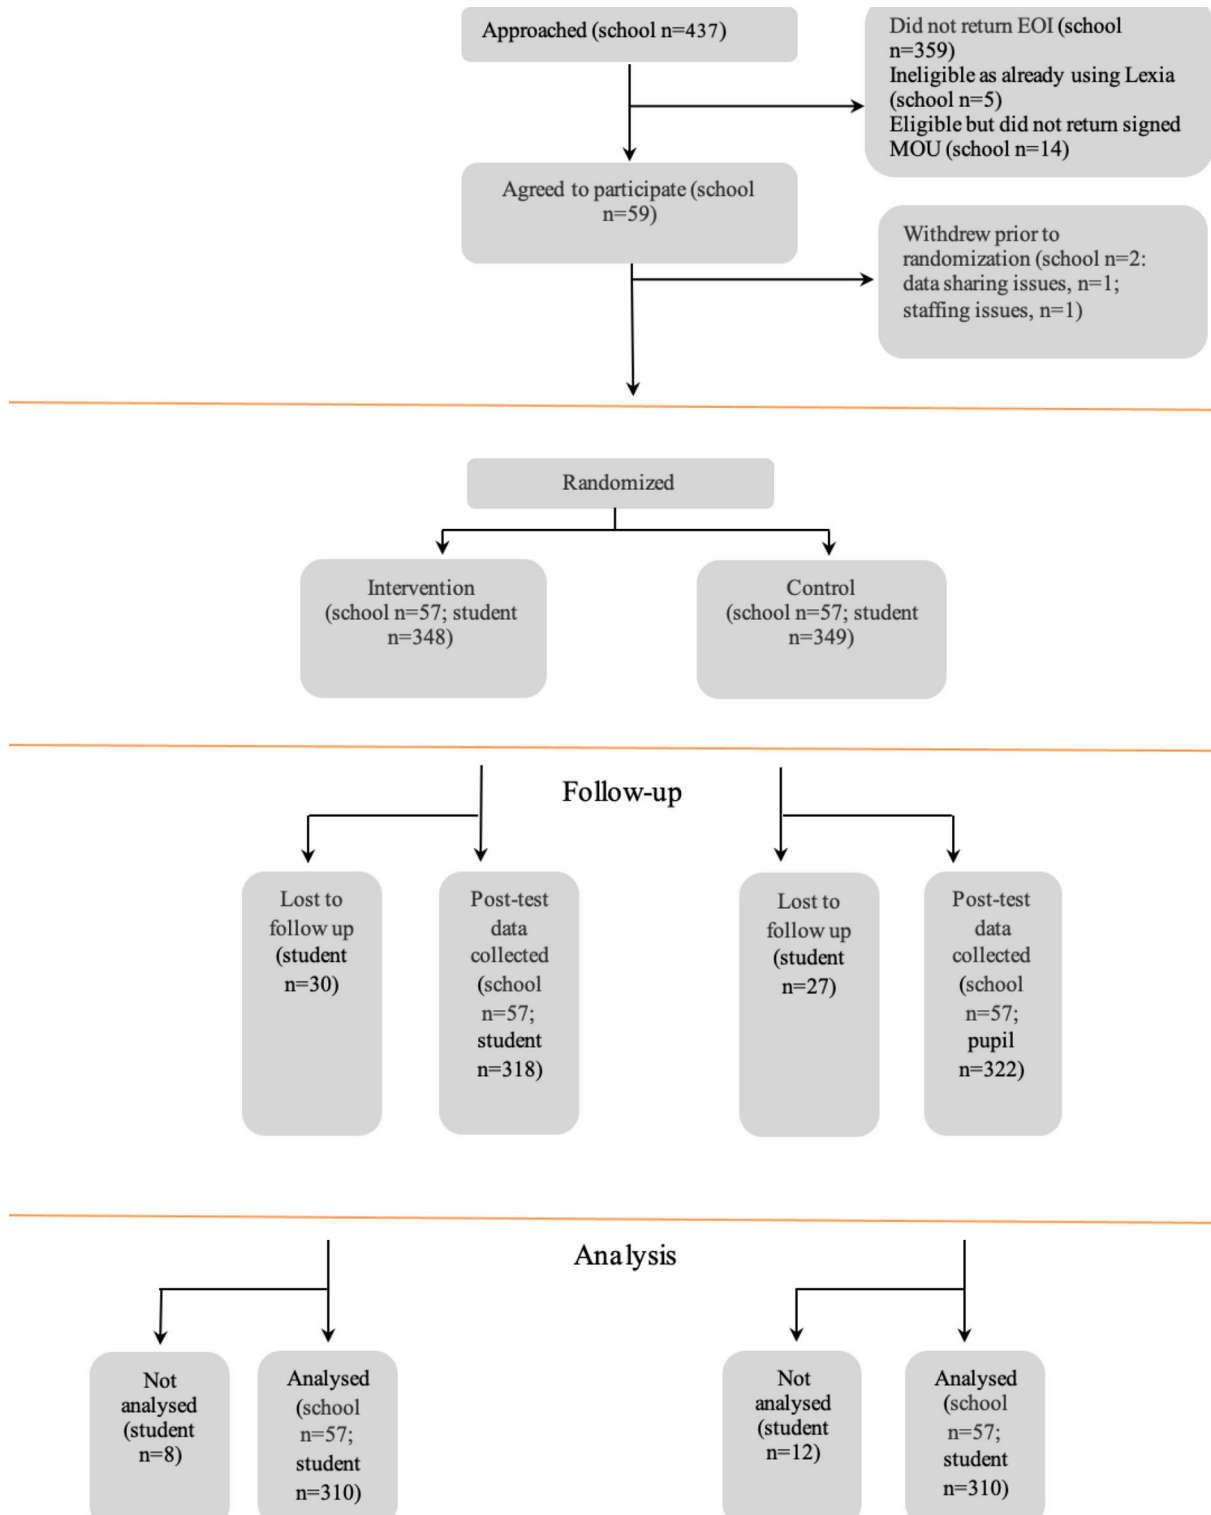 Approached (school n=437)
Did not return EOI (school
n=359)
Ineligible as already using Lexia
(school n=5)
Eligible but did not return signed
MOU (school n=14)
Agreed to participate (school
n=59)
Withdrew prior to
randomization (school n=2:
data sharing issues, n=1;
staffing issues, n=1)
Randomized
Intervention
(school n=57; student
n=348)
Control
(school n=57; student
n=349)
Follow-up
Lost to
follow up
(student
n=30)
Post-test
data
collected
(school
n=57;
student
n=318)
Lost to
follow up
(student
n=27)
Post-test
data
collected
(school
n=57;
pupil
n=322)
Analysis
Not
analysed
(student
n=8)
Analysed
(school
n=57;
student
n=310)
Not
analysed
(student
n=12)
Analysed
(school
n=57;
student
n=310)